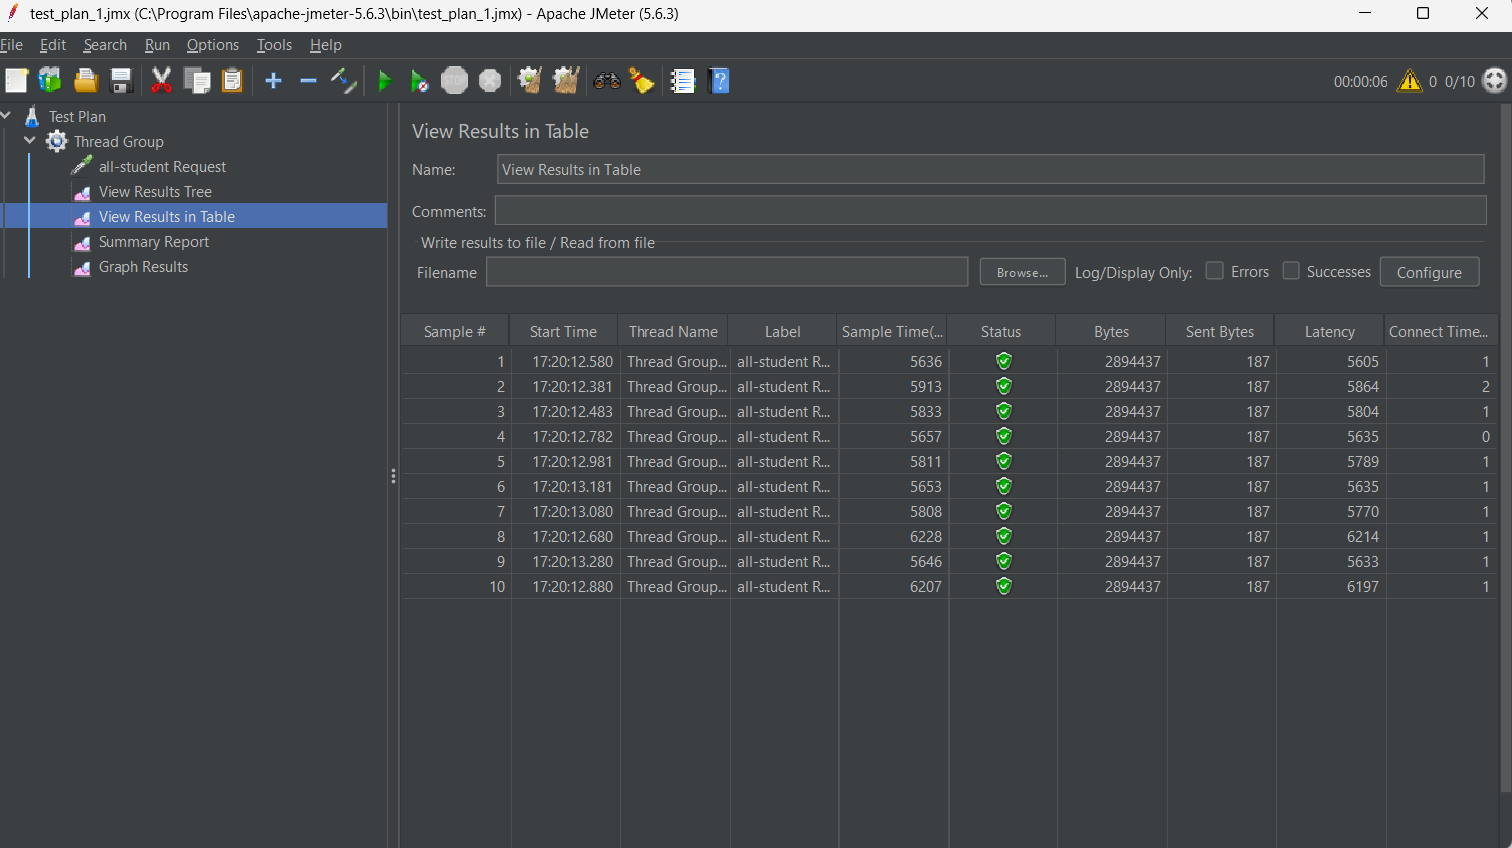 test_plan_1.jmx (C:\Program Files\apache-jmeter-5.6.3\bin\test_plan_1.jmx) - Apache JMeter (5.6.3)
File Edit Search Run Options Tools Help
STOP 00:00:06 0 0/10
Test Plan
Thread Group
all-student Request
View Results Tree
View Results in Table
Summary Report
Graph Results
View Results in Table
Name: View Results in Table
Comments:
Write results to file / Read from file
Filename Browse... Log/Display Only: Errors Successes Configure
Sample # Start Time Thread Name Label Sample Time(... Status Bytes Sent Bytes Latency Connect Time...
1 17:20:12.580 Thread Group... all-student R... 5636 2894437 187 5605 1
2 17:20:12.381 Thread Group... all-student R... 5913 2894437 187 5864 2
3 17:20:12.483 Thread Group... all-student R... 5833 2894437 187 5804 1
4 17:20:12.782 Thread Group... all-student R... 5657 2894437 187 5635 0
5 17:20:12.981 Thread Group... all-student R... 5811 2894437 187 5789 1
6 17:20:13.181 Thread Group... all-student R... 5653 2894437 187 5635 1
7 17:20:13.080 Thread Group... all-student R... 5808 2894437 187 5770 1
8 17:20:12.680 Thread Group... all-student R... 6228 2894437 187 6214 1
9 17:20:13.280 Thread Group... all-student R... 5646 2894437 187 5633 1
10 17:20:12.880 Thread Group... all-student R... 6207 2894437 187 6197 1